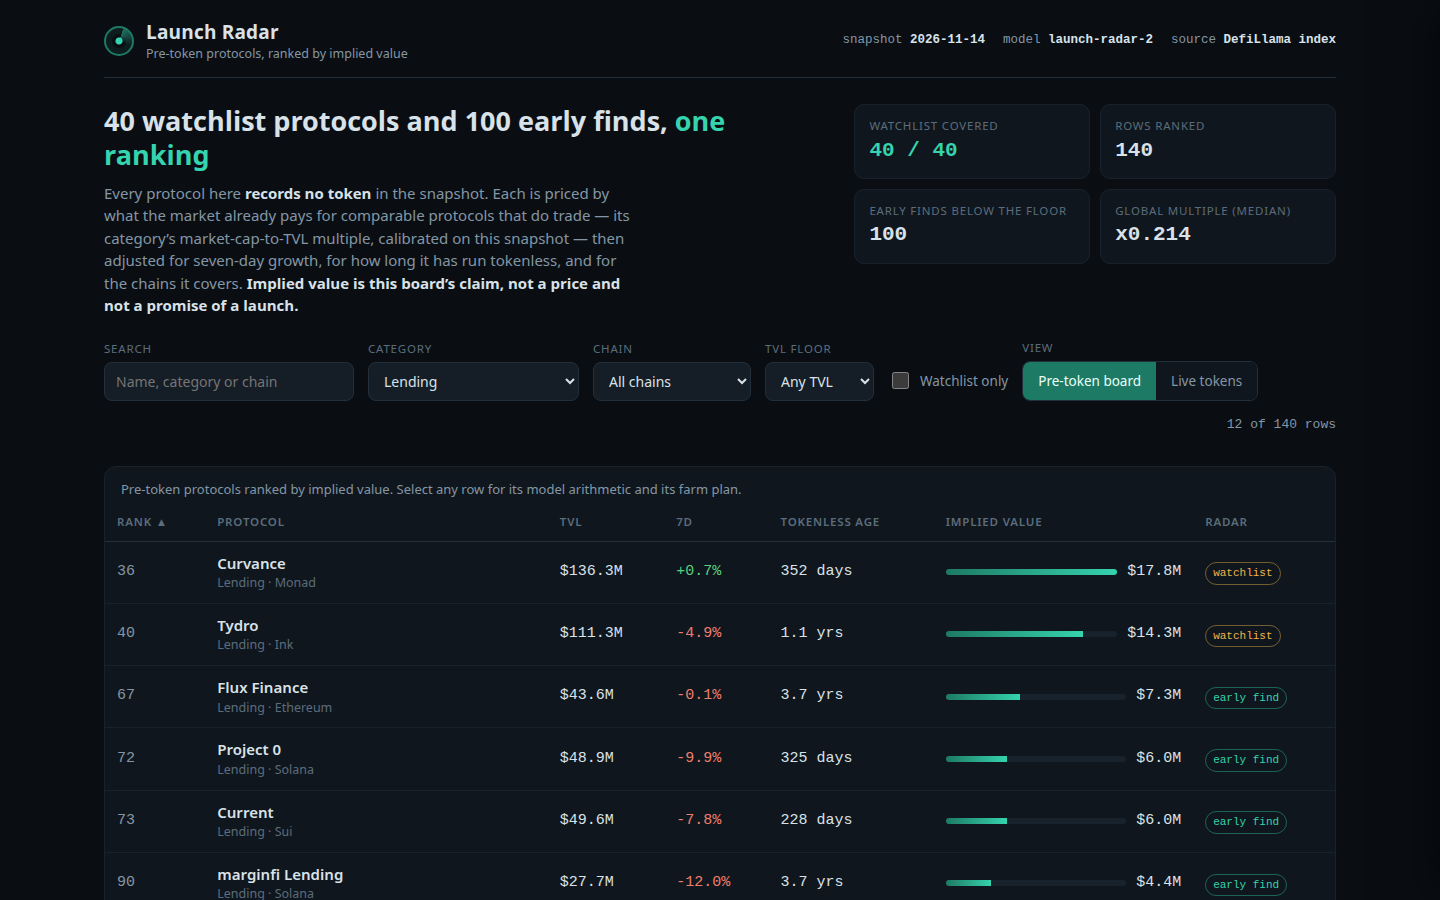 Launch Radar
Pre-token protocols, ranked by implied value
snapshot 2026-11-14 model launch-radar-2 source DefiLlama index
40 watchlist protocols and 100 early finds, one
ranking
Every protocol here records no token in the snapshot. Each is priced by
what the market already pays for comparable protocols that do trade — its
category's market-cap-to-TVL multiple, calibrated on this snapshot — then
adjusted for seven-day growth, for how long it has run tokenless, and for
the chains it covers. Implied value is this board's claim, not a price and
not a promise of a launch.
WATCHLIST COVERED
40 / 40
ROWS RANKED
140
EARLY FINDS BELOW THE FLOOR
100
GLOBAL MULTIPLE (MEDIAN)
x0.214
SEARCH
Name, category or chain
CATEGORY
Lending
CHAIN
All chains
TVL FLOOR
Any TVL
Watchlist only
VIEW
Pre-token board Live tokens
12 of 140 rows
Pre-token protocols ranked by implied value. Select any row for its model arithmetic and its farm plan.
RANK ▲ PROTOCOL TVL 7D TOKENLESS AGE IMPLIED VALUE RADAR
36 Curvance $136.3M +0.7% 352 days $17.8M watchlist
Lending · Monad
40 Tydro $111.3M -4.9% 1.1 yrs $14.3M watchlist
Lending · Ink
67 Flux Finance $43.6M -0.1% 3.7 yrs $7.3M early find
Lending · Ethereum
72 Project 0 $48.9M -9.9% 325 days $6.0M early find
Lending · Solana
73 Current $49.6M -7.8% 228 days $6.0M early find
Lending · Sui
90 marginfi Lending $27.7M -12.0% 3.7 yrs $4.4M early find
Lending · Solana